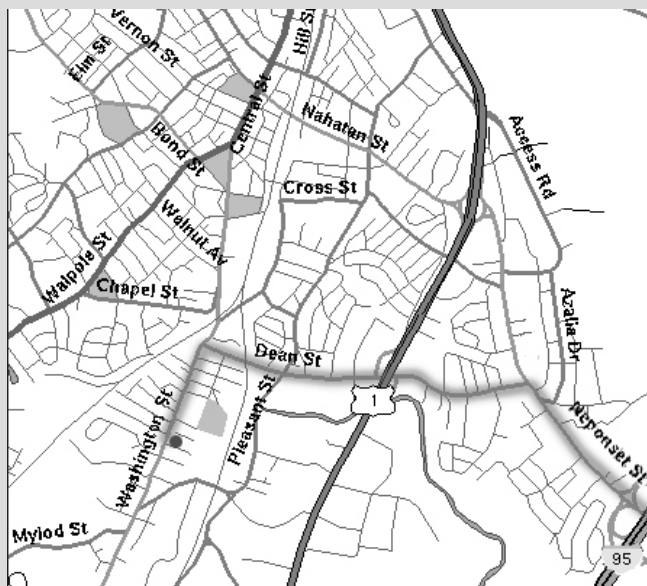 Vernon St
Hill St
Elm St
Central St
Nahatan St
Bond St
Access Rd
Cross St
Walnut Av
Walpole St
Chapel St
Azalia Dr
Dean St
1
Pleasant St
Washington St
Neponset St
Mylod St
95